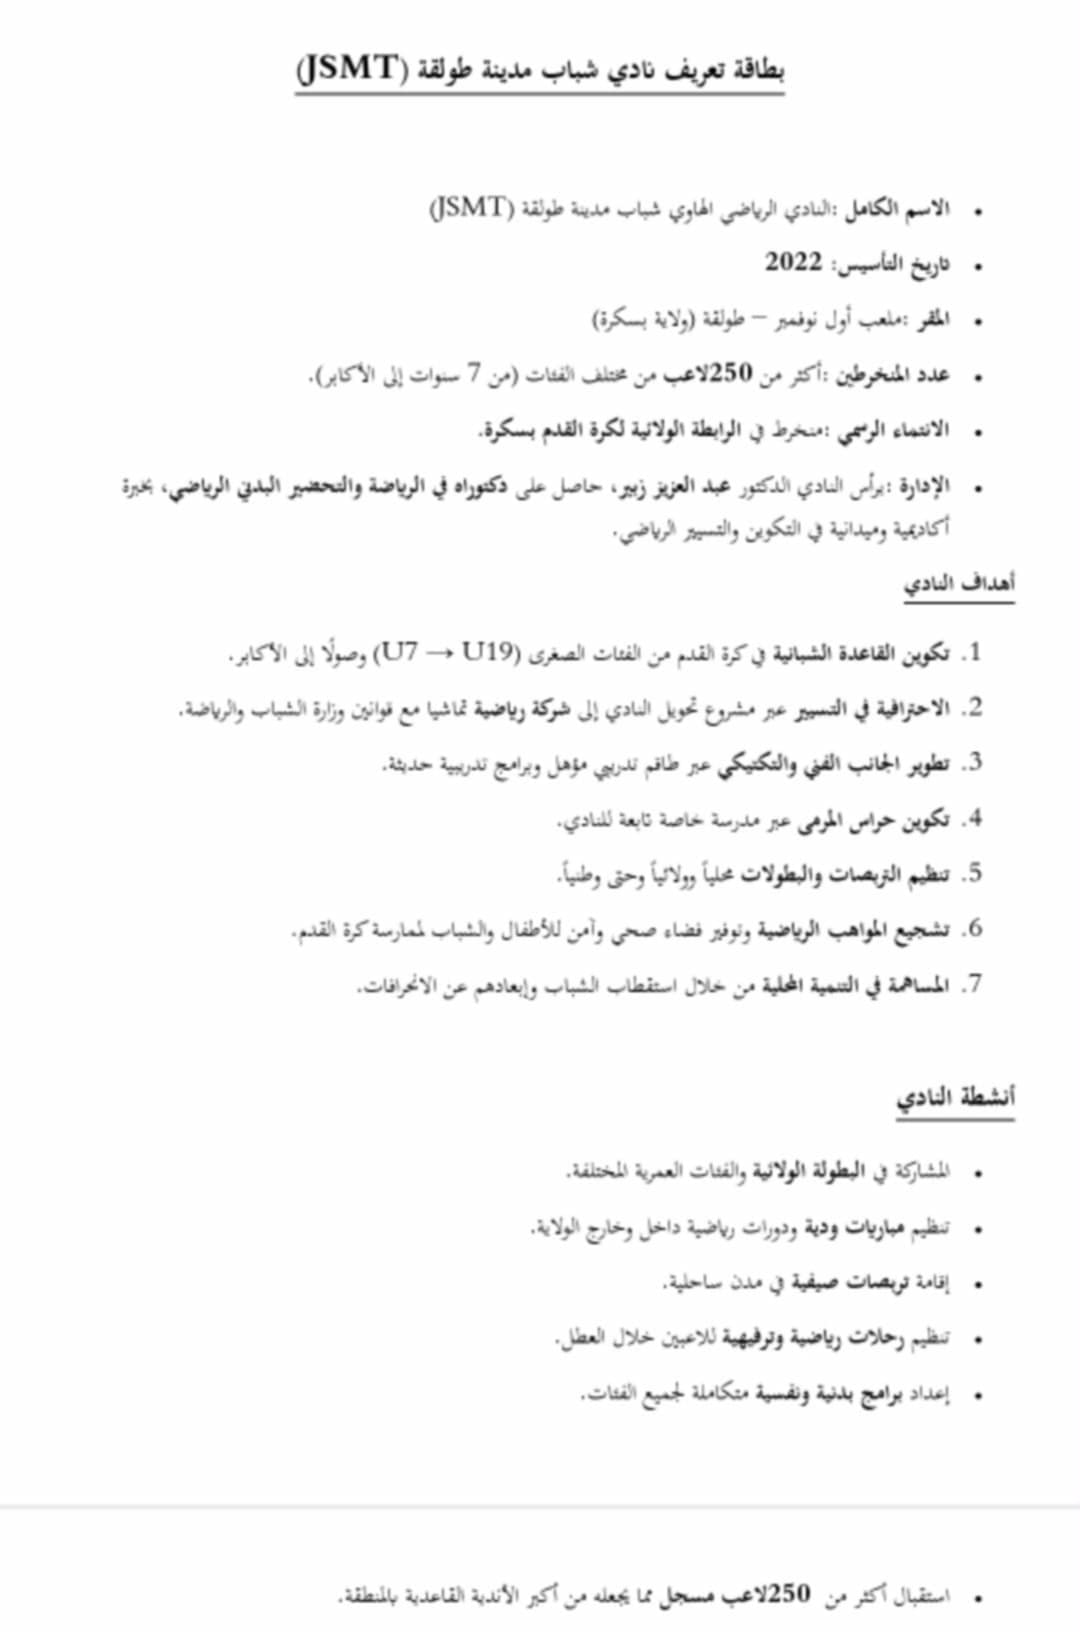 بطاقة تعريف نادي شباب مدينة طولقة (JSMT)
• الاسم الكامل :النادي الرياضي الهاوي شباب مدينة طولقة (JSMT)
• تاريخ التأسيس: 2022
• المقر :ملعب أول نوفمبر – طولقة (ولاية بسكرة)
• عدد المنخرطين :أكثر من 250لاعب من مختلف الفئات (من 7 سنوات إلى الأكابر).
• الانتماء الرسمي :منخرط في الرابطة الولائية لكرة القدم بسكرة.
• الإدارة :يرأس النادي الدكتور عبد العزيز زبير، حاصل على دكتوراه في الرياضة والتحضير البدني الرياضي، بخبرة
أكاديمية وميدانية في التكوين والتسيير الرياضي.
أهداف النادي
1. تكوين القاعدة الشبانية في كرة القدم من الفئات الصغرى (U7 → U19) وصولًا إلى الأكابر.
2. الاحترافية في التسيير عبر مشروع تحويل النادي إلى شركة رياضية تماشيا مع قوانين وزارة الشباب والرياضة.
3. تطوير الجانب الفني والتكتيكي عبر طاقم تدريبي مؤهل وبرامج تدريبية حديثة.
4. تكوين حراس المرمى عبر مدرسة خاصة تابعة للنادي.
5. تنظيم التربصات والبطولات محلياً وولائياً وحتى وطنياً.
6. تشجيع المواهب الرياضية وتوفير فضاء صحي وآمن للأطفال والشباب لممارسة كرة القدم.
7. المساهمة في التنمية المحلية من خلال استقطاب الشباب وإبعادهم عن الانحرافات.
أنشطة النادي
• المشاركة في البطولة الولائية والفئات العمرية المختلفة.
• تنظيم مباريات ودية ودورات رياضية داخل وخارج الولاية.
• إقامة تربصات صيفية في مدن ساحلية.
• تنظيم رحلات رياضية وترفيهية للاعبين خلال العطل.
• إعداد برامج بدنية ونفسية متكاملة لجميع الفئات.
• استقبال أكثر من 250لاعب مسجل مما يجعله من أكبر الأندية القاعدية بالمنطقة.